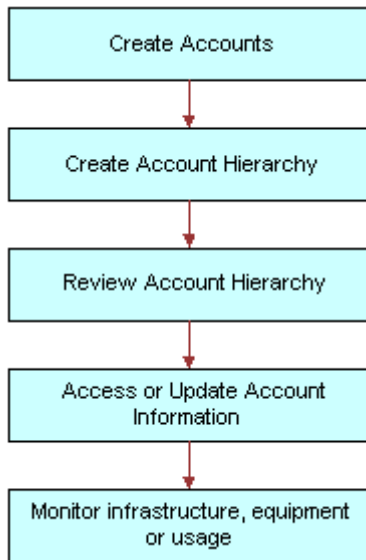 Create Accounts
Create Account Hierarchy
Review Account Hierarchy
Access or Update Account
Information
Monitor infrastructure, equipment
or usage